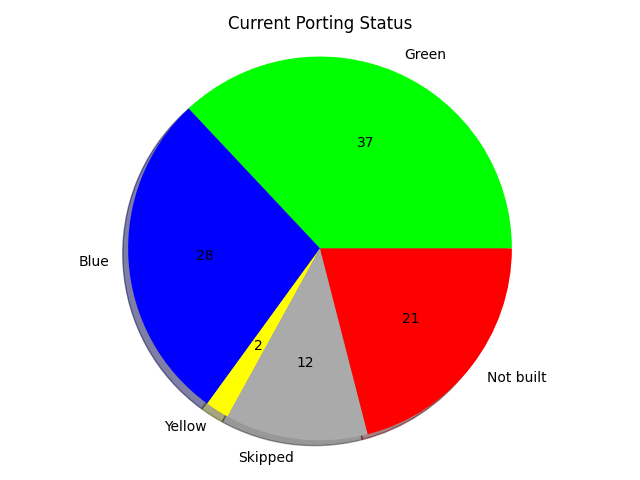 Current Porting Status
Green
37
Blue
28
Yellow
2
Skipped
12
Not built
21